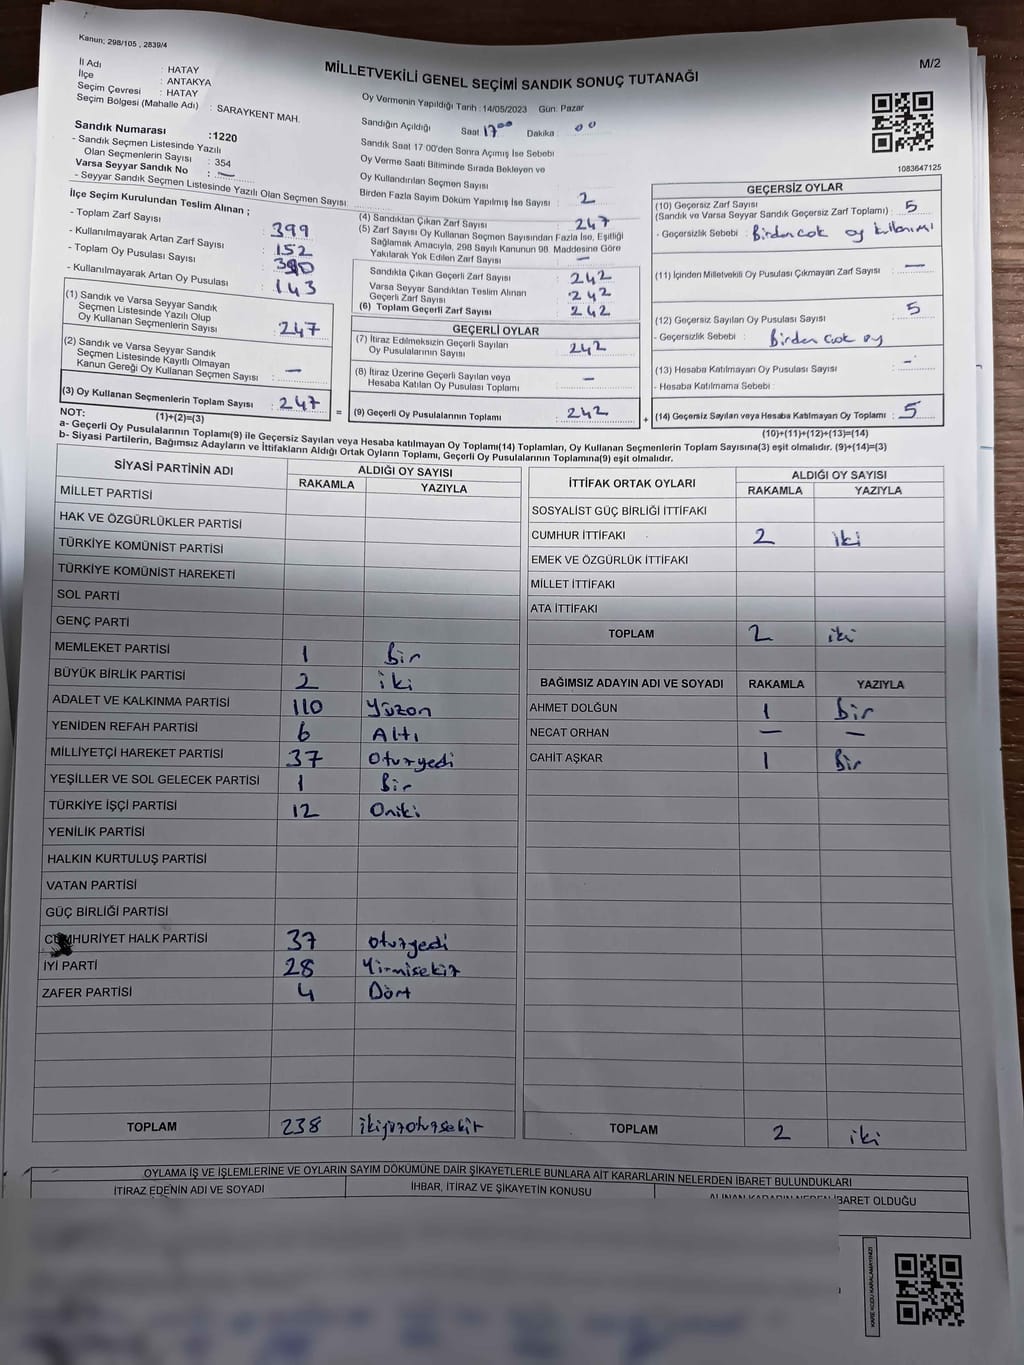 Kanun; 298/105 , 2839/4
M/2
MİLLETVEKİLİ GENEL SEÇİMİ SANDIK SONUÇ TUTANAĞI
İl Adı : HATAY
İlçe : ANTAKYA
Seçim Çevresi : HATAY
Seçim Bölgesi (Mahalle Adı) : SARAYKENT MAH.
Sandık Numarası :1220
- Sandık Seçmen Listesinde Yazılı
Olan Seçmenlerin Sayısı : 354
Varsa Seyyar Sandık No : —
- Seyyar Sandık Seçmen Listesinde Yazılı Olan Seçmen Sayısı
Oy Vermenin Yapıldığı Tarih : 14/05/2023 Gün: Pazar
Sandığın Açıldığı Saat 17⁰⁰ Dakika : 00
Sandık Saat 17 00'den Sonra Açımış İse Sebebi
Oy Verme Saati Bitiminde Sırada Bekleyen ve
Oy Kullandırılan Seçmen Sayısı
Birden Fazla Sayım Döküm Yapılmış İse Sayısı : 2
1083647125
İlçe Seçim Kurulundan Teslim Alınan ;
- Toplam Zarf Sayısı : 399
- Kullanılmayarak Artan Zarf Sayısı : 152
- Toplam Oy Pusulası Sayısı : 390
- Kullanılmayarak Artan Oy Pusulası : 143
(1) Sandık ve Varsa Seyyar Sandık
Seçmen Listesinde Yazılı Olup
Oy Kullanan Seçmenlerin Sayısı : 247
(2) Sandık ve Varsa Seyyar Sandık
Seçmen Listesinde Kayıtlı Olmayan
Kanun Gereği Oy Kullanan Seçmen Sayısı : —
(3) Oy Kullanan Seçmenlerin Toplam Sayısı : 247
(1)+(2)=(3)
(4) Sandıktan Çıkan Zarf Sayısı : 247
(5) Zarf Sayısı Oy Kullanan Seçmen Sayısından Fazla İse, Eşitliği
Sağlamak Amacıyla, 298 Sayılı Kanunun 98. Maddesine Göre
Yakılarak Yok Edilen Zarf Sayısı : —
Sandıkta Çıkan Geçerli Zarf Sayısı : 242
Varsa Seyyar Sandıktan Teslim Alınan
Geçerli Zarf Sayısı : 242
(6) Toplam Geçerli Zarf Sayısı : 242
GEÇERLİ OYLAR
(7) İtiraz Edilmeksizin Geçerli Sayılan
Oy Pusulalarının Sayısı : 242
(8) İtiraz Üzerine Geçerli Sayılan veya
Hesaba Katılan Oy Pusulası Toplamı : —
= (9) Geçerli Oy Pusulalarının Toplamı : 242
GEÇERSİZ OYLAR
(10) Geçersiz Zarf Sayısı
(Sandık ve Varsa Seyyar Sandık Geçersiz Zarf Toplamı) : 5
- Geçersizlik Sebebi : Birden cok oy kullanımı
(11) İçinden Milletvekili Oy Pusulası Çıkmayan Zarf Sayısı : —
(12) Geçersiz Sayılan Oy Pusulası Sayısı : 5
- Geçersizlik Sebebi : Birden cok oy
(13) Hesaba Katılmayan Oy Pusulası Sayısı : —
- Hesaba Katılmama Sebebi :
+ (14) Geçersiz Sayılan veya Hesaba Katılmayan Oy Toplamı : 5
(10)+(11)+(12)+(13)=(14)
NOT:
a- Geçerli Oy Pusulalarının Toplamı(9) ile Geçersiz Sayılan veya Hesaba katılmayan Oy Toplamı(14) Toplamları, Oy Kullanan Seçmenlerin Toplam Sayısına(3) eşit olmalıdır. (9)+(14)=(3)
b- Siyasi Partilerin, Bağımsız Adayların ve İttifakların Aldığı Ortak Oyların Toplamı, Geçerli Oy Pusulalarının Toplamına(9) eşit olmalıdır.
SİYASİ PARTİNİN ADI ALDIĞI OY SAYISI
RAKAMLA YAZIYLA
MİLLET PARTİSİ
HAK VE ÖZGÜRLÜKLER PARTİSİ
TÜRKİYE KOMÜNİST PARTİSİ
TÜRKİYE KOMÜNİST HAREKETİ
SOL PARTİ
GENÇ PARTİ
MEMLEKET PARTİSİ 1 Bir
BÜYÜK BİRLİK PARTİSİ 2 iki
ADALET VE KALKINMA PARTİSİ 110 Yüzon
YENİDEN REFAH PARTİSİ 6 Altı
MİLLİYETÇİ HAREKET PARTİSİ 37 Otuzyedi
YEŞİLLER VE SOL GELECEK PARTİSİ 1 Bir
TÜRKİYE İŞÇİ PARTİSİ 12 Oniki
YENİLİK PARTİSİ
HALKIN KURTULUŞ PARTİSİ
VATAN PARTİSİ
GÜÇ BİRLİĞİ PARTİSİ
CUMHURİYET HALK PARTİSİ 37 otuzyedi
İYİ PARTİ 28 Yirmisekiz
ZAFER PARTİSİ 4 Dört
TOPLAM 238 ikiyüzotuzsekiz
İTTİFAK ORTAK OYLARI ALDIĞI OY SAYISI
RAKAMLA YAZIYLA
SOSYALİST GÜÇ BİRLİĞİ İTTİFAKI
CUMHUR İTTİFAKI 2 iki
EMEK VE ÖZGÜRLÜK İTTİFAKI
MİLLET İTTİFAKI
ATA İTTİFAKI
TOPLAM 2 iki
BAĞIMSIZ ADAYIN ADI VE SOYADI RAKAMLA YAZIYLA
AHMET DOLĞUN 1 Bir
NECAT ORHAN — —
CAHİT AŞKAR 1 Bir
TOPLAM 2 iki
OYLAMA İŞ VE İŞLEMLERİNE VE OYLARIN SAYIM DÖKÜMÜNE DAİR ŞİKAYETLERLE BUNLARA AİT KARARLARIN NELERDEN İBARET BULUNDUKLARI
İTİRAZ EDENİN ADI VE SOYADI İHBAR, İTİRAZ VE ŞİKAYETİN KONUSU ALINAN KARARIN NEDEN İBARET OLDUĞU
KARE KODU KARALAMAYINIZ!